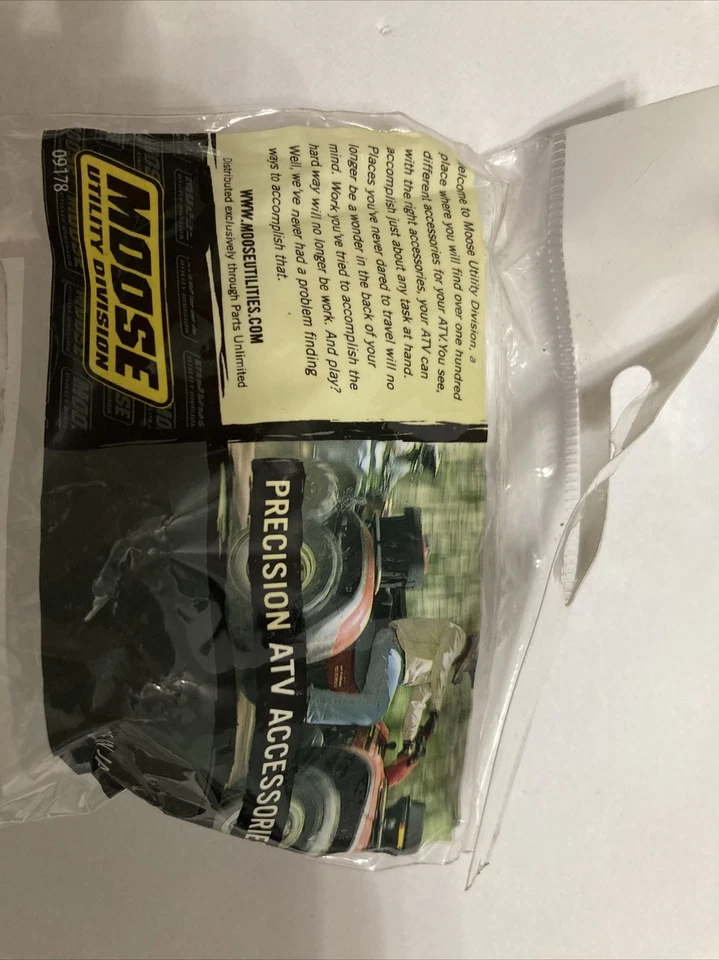 elcome to Moose Utility Division, a
place where you will find over one hundred
different accessories for your ATV.You see,
with the right accessories, your ATV can
accomplish just about any task at hand.
Places you've never dared to travel will no
longer be a wonder in the back of your
mind. Work you've tried to accomplish the
hard way will no longer be work. And play?
Well, we've never had a problem finding
ways to accomplish that.
WWW.MOOSEUTILITIES.COM
Distributed exclusively through Parts Unlimited
MOOSE
UTILITY DIVISION
09178
PRECISION ATV ACCESSORIE